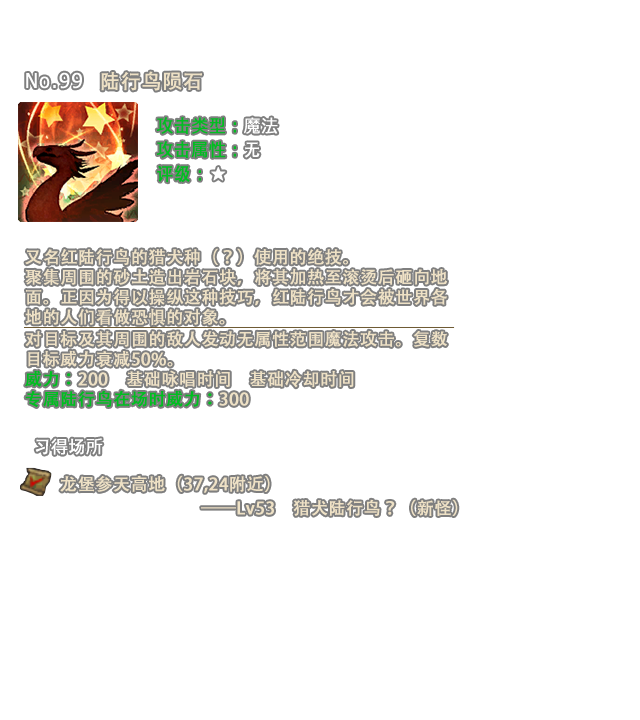 No.99 陆行鸟陨石
攻击类型：魔法
攻击属性：无
评级：★
又名红陆行鸟的猎犬种（？）使用的绝技。
聚集周围的砂土造出岩石块，将其加热至滚烫后砸向地
面。正因为得以操纵这种技巧，红陆行鸟才会被世界各
地的人们看做恐惧的对象。
对目标及其周围的敌人发动无属性范围魔法攻击。复数
目标威力衰减50%。
威力：200 基础咏唱时间 基础冷却时间
专属陆行鸟在场时威力：300
习得场所
龙堡参天高地（37,24附近）
——Lv53 猎犬陆行鸟？（新怪）